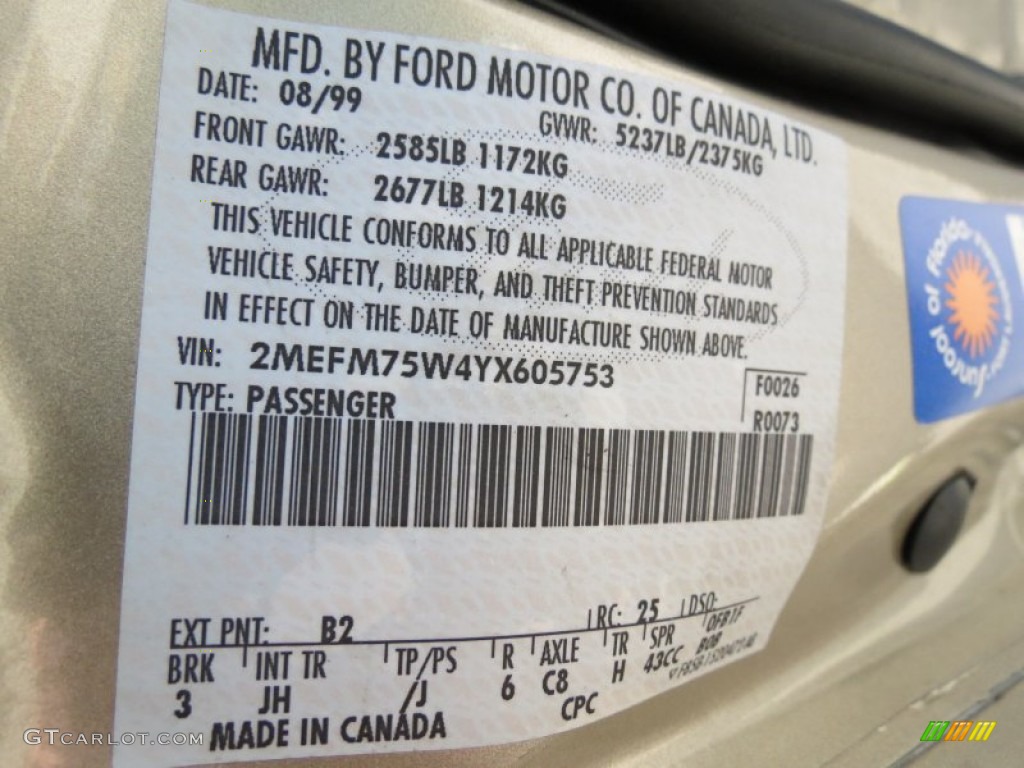 MFD. BY FORD MOTOR CO. OF CANADA, LTD.
DATE: 08/99 GVWR: 5237LB/2375KG
FRONT GAWR: 2585LB 1172KG
REAR GAWR: 2677LB 1214KG
THIS VEHICLE CONFORMS TO ALL APPLICABLE FEDERAL MOTOR
VEHICLE SAFETY, BUMPER, AND THEFT PREVENTION STANDARDS
IN EFFECT ON THE DATE OF MANUFACTURE SHOWN ABOVE.
VIN: 2MEFM75W4YX605753
F0026
TYPE: PASSENGER
R0073
EXT PNT: B2 RC: 25 DSO:
BRK INT TR TP/PS R AXLE TR SPR
3 JH /J 6 C8 H 43CC BOB
CPC
MADE IN CANADA
of Florida
GTCARLOT.COM